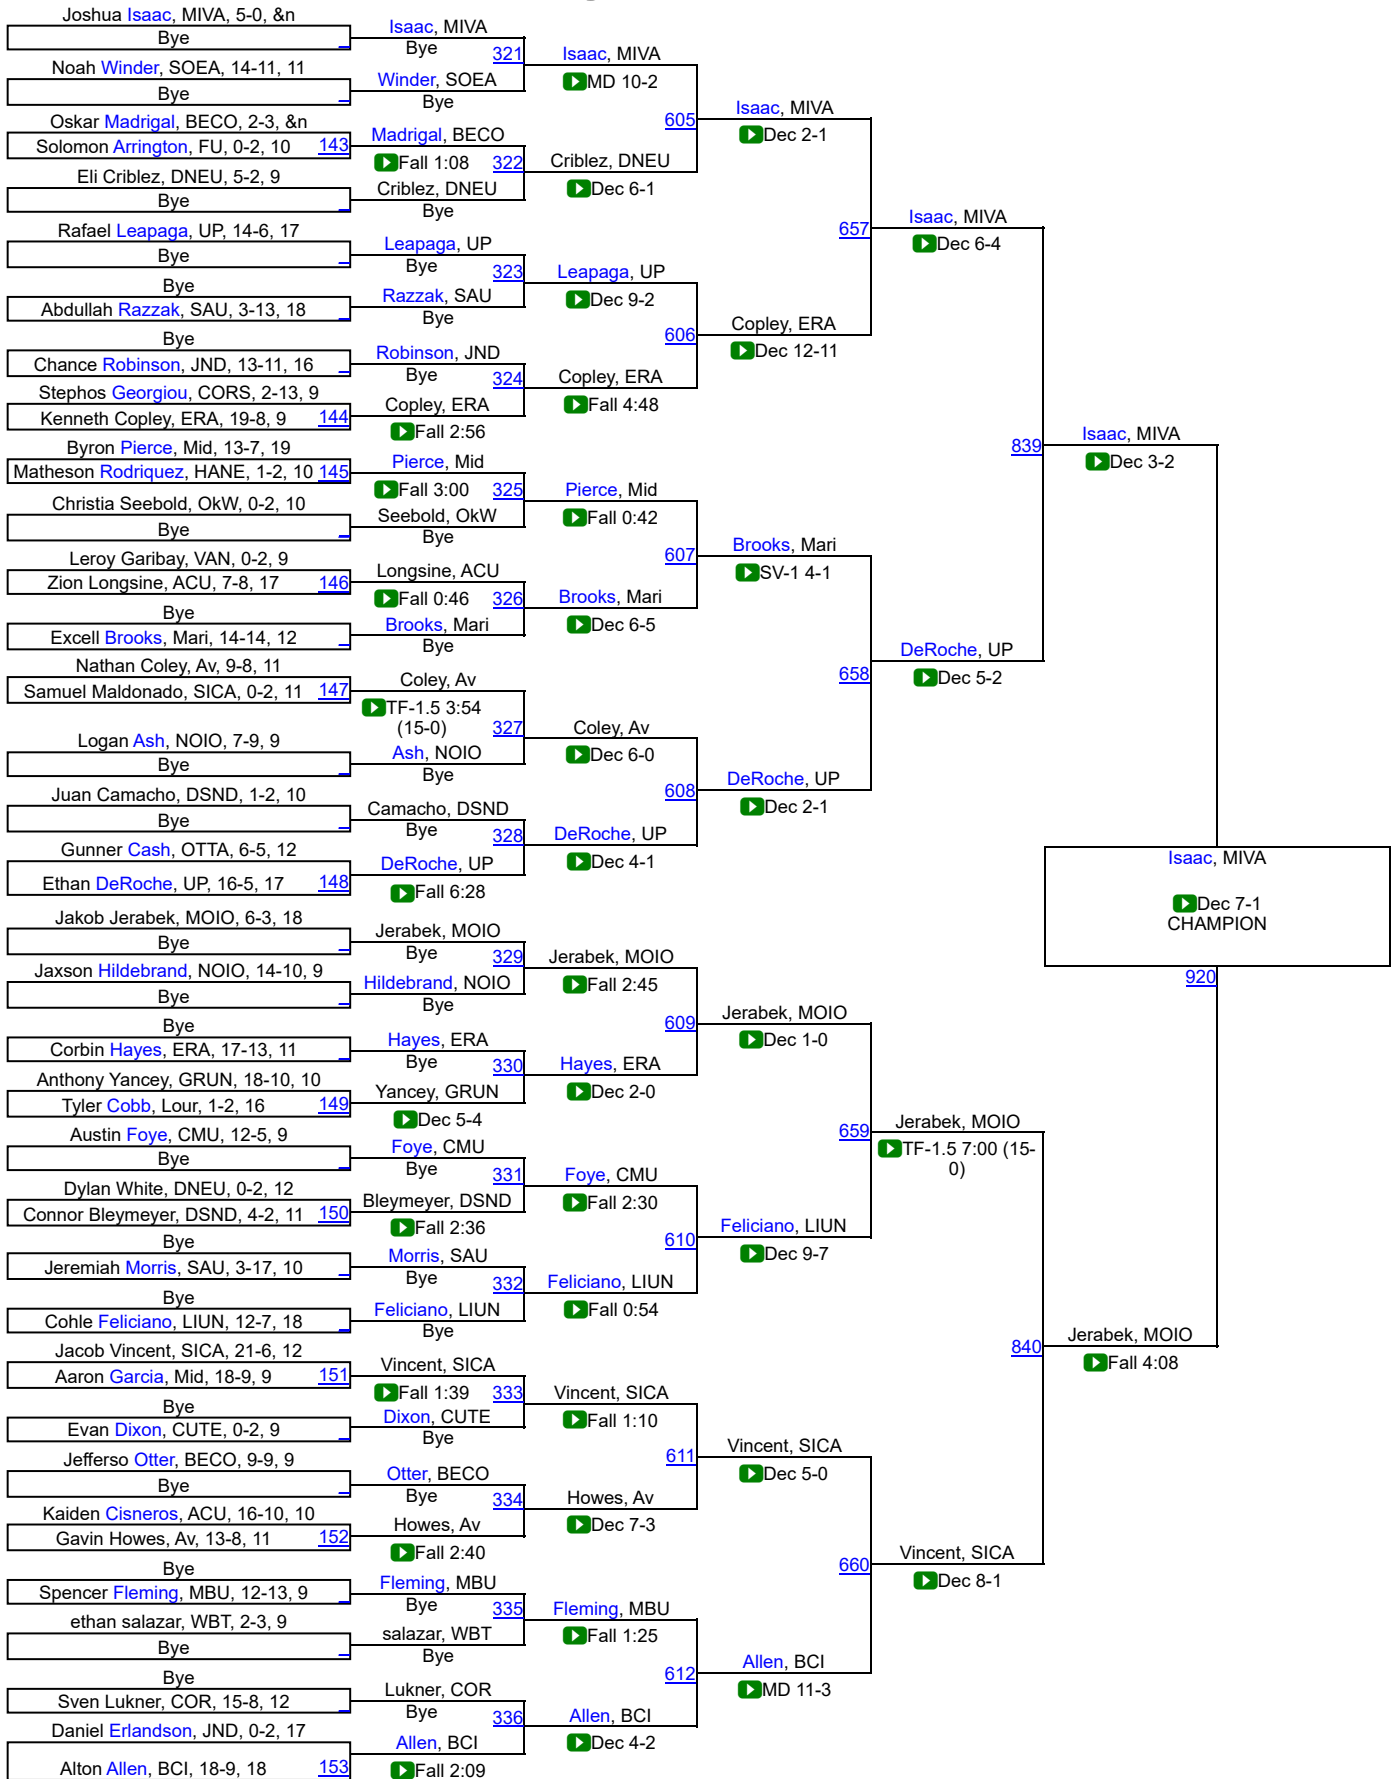 Joshua Isaac, MIVA, 5-0, &n
Bye
Noah Winder, SOEA, 14-11, 11
Bye
Oskar Madrigal, BECO, 2-3, &n
Solomon Arrington, FU, 0-2, 10 143
Eli Criblez, DNEU, 5-2, 9
Bye
Rafael Leapaga, UP, 14-6, 17
Bye
Bye
Abdullah Razzak, SAU, 3-13, 18
Bye
Chance Robinson, JND, 13-11, 16
Stephos Georgiou, CORS, 2-13, 9
Kenneth Copley, ERA, 19-8, 9 144
Byron Pierce, Mid, 13-7, 19
Matheson Rodriquez, HANE, 1-2, 10 145
Christia Seebold, OkW, 0-2, 10
Bye
Leroy Garibay, VAN, 0-2, 9
Zion Longsine, ACU, 7-8, 17 146
Bye
Excell Brooks, Mari, 14-14, 12
Nathan Coley, Av, 9-8, 11
Samuel Maldonado, SICA, 0-2, 11 147
Logan Ash, NOIO, 7-9, 9
Bye
Juan Camacho, DSND, 1-2, 10
Bye
Gunner Cash, OTTA, 6-5, 12
Ethan DeRoche, UP, 16-5, 17 148
Jakob Jerabek, MOIO, 6-3, 18
Bye
Jaxson Hildebrand, NOIO, 14-10, 9
Bye
Bye
Corbin Hayes, ERA, 17-13, 11
Anthony Yancey, GRUN, 18-10, 10
Tyler Cobb, Lour, 1-2, 16 149
Austin Foye, CMU, 12-5, 9
Bye
Dylan White, DNEU, 0-2, 12
Connor Bleymeyer, DSND, 4-2, 11 150
Bye
Jeremiah Morris, SAU, 3-17, 10
Bye
Cohle Feliciano, LIUN, 12-7, 18
Jacob Vincent, SICA, 21-6, 12
Aaron Garcia, Mid, 18-9, 9 151
Bye
Evan Dixon, CUTE, 0-2, 9
Jefferso Otter, BECO, 9-9, 9
Bye
Kaiden Cisneros, ACU, 16-10, 10
Gavin Howes, Av, 13-8, 11 152
Bye
Spencer Fleming, MBU, 12-13, 9
ethan salazar, WBT, 2-3, 9
Bye
Bye
Sven Lukner, COR, 15-8, 12
Daniel Erlandson, JND, 0-2, 17
Alton Allen, BCI, 18-9, 18 153
Isaac, MIVA
Bye
321
Winder, SOEA
Bye
Madrigal, BECO
Fall 1:08
322
Criblez, DNEU
Bye
Leapaga, UP
Bye
323
Razzak, SAU
Bye
Robinson, JND
Bye
324
Copley, ERA
Fall 2:56
Pierce, Mid
Fall 3:00
325
Seebold, OkW
Bye
Longsine, ACU
Fall 0:46
326
Brooks, Mari
Bye
Coley, Av
TF-1.5 3:54
(15-0)
327
Ash, NOIO
Bye
Camacho, DSND
Bye
328
DeRoche, UP
Fall 6:28
Jerabek, MOIO
Bye
329
Hildebrand, NOIO
Bye
Hayes, ERA
Bye
330
Yancey, GRUN
Dec 5-4
Foye, CMU
Bye
331
Bleymeyer, DSND
Fall 2:36
Morris, SAU
Bye
332
Feliciano, LIUN
Bye
Vincent, SICA
Fall 1:39
333
Dixon, CUTE
Bye
Otter, BECO
Bye
334
Howes, Av
Fall 2:40
Fleming, MBU
Bye
335
salazar, WBT
Bye
Lukner, COR
Bye
336
Allen, BCI
Fall 2:09
Isaac, MIVA
MD 10-2
605
Criblez, DNEU
Dec 6-1
Leapaga, UP
Dec 9-2
606
Copley, ERA
Fall 4:48
Pierce, Mid
Fall 0:42
607
Brooks, Mari
Dec 6-5
Coley, Av
Dec 6-0
608
DeRoche, UP
Dec 4-1
Jerabek, MOIO
Fall 2:45
609
Hayes, ERA
Dec 2-0
Foye, CMU
Fall 2:30
610
Feliciano, LIUN
Fall 0:54
Vincent, SICA
Fall 1:10
611
Howes, Av
Dec 7-3
Fleming, MBU
Fall 1:25
612
Allen, BCI
Dec 4-2
Isaac, MIVA
Dec 2-1
657
Copley, ERA
Dec 12-11
Brooks, Mari
SV-1 4-1
658
DeRoche, UP
Dec 2-1
Jerabek, MOIO
Dec 1-0
659
Feliciano, LIUN
Dec 9-7
Vincent, SICA
Dec 5-0
660
Allen, BCI
MD 11-3
Isaac, MIVA
Dec 6-4
839
DeRoche, UP
Dec 5-2
Jerabek, MOIO
TF-1.5 7:00 (15-
0)
840
Vincent, SICA
Dec 8-1
Isaac, MIVA
Dec 3-2
Isaac, MIVA
Dec 7-1
CHAMPION
920
Jerabek, MOIO
Fall 4:08